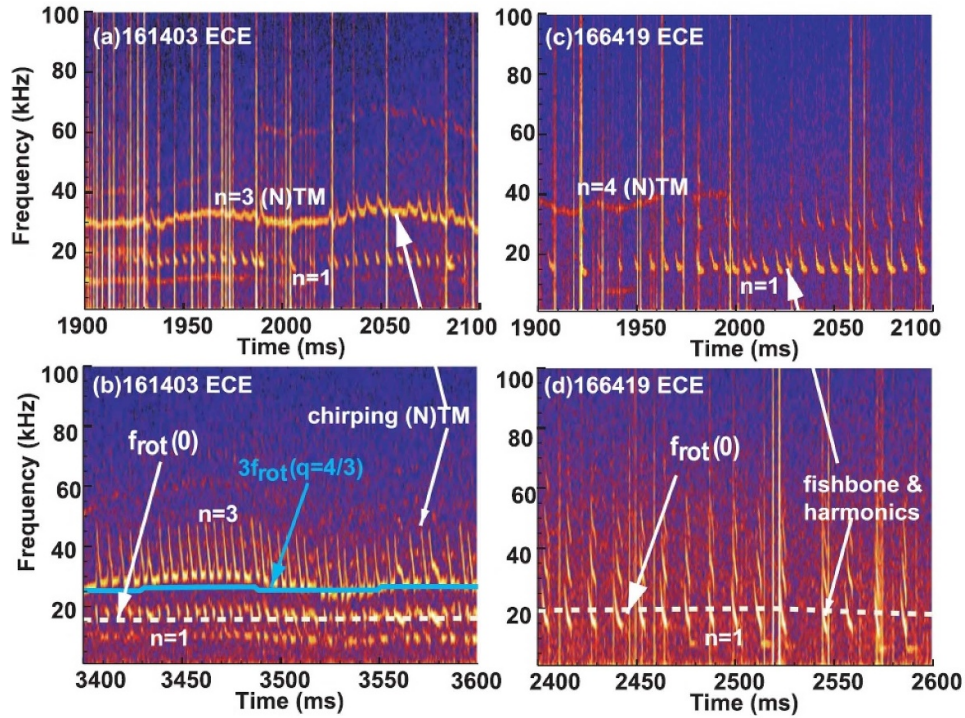 (a)161403 ECE
100
80
60
40
20
Frequency (kHz)
n=3 (N)TM
n=1
1900 1950 2000 2050 2100
Time (ms)
(c)166419 ECE
100
80
60
40
20
n=4 (N)TM
n=1
1900 1950 2000 2050 2100
Time (ms)
(b)161403 ECE
100
80
60
40
20
0
Frequency (kHz)
chirping (N)TM
frot(0)
3frot(q=4/3)
n=3
n=1
3400 3450 3500 3550 3600
Time (ms)
(d)166419 ECE
100
80
60
40
20
0
frot(0)
fishbone &
harmonics
n=1
2400 2450 2500 2550 2600
Time (ms)